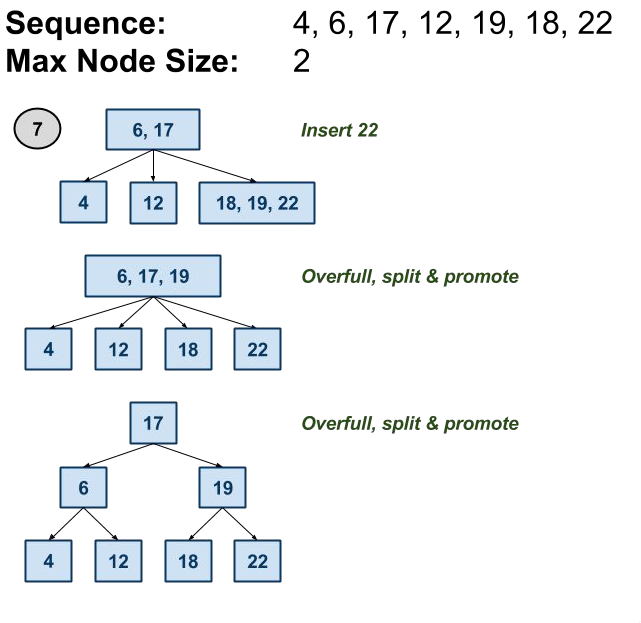 Sequence: 4, 6, 17, 12, 19, 18, 22
Max Node Size: 2
7 6, 17 Insert 22
4 12 18, 19, 22
6, 17, 19 Overfull, split & promote
4 12 18 22
17 Overfull, split & promote
6 19
4 12 18 22